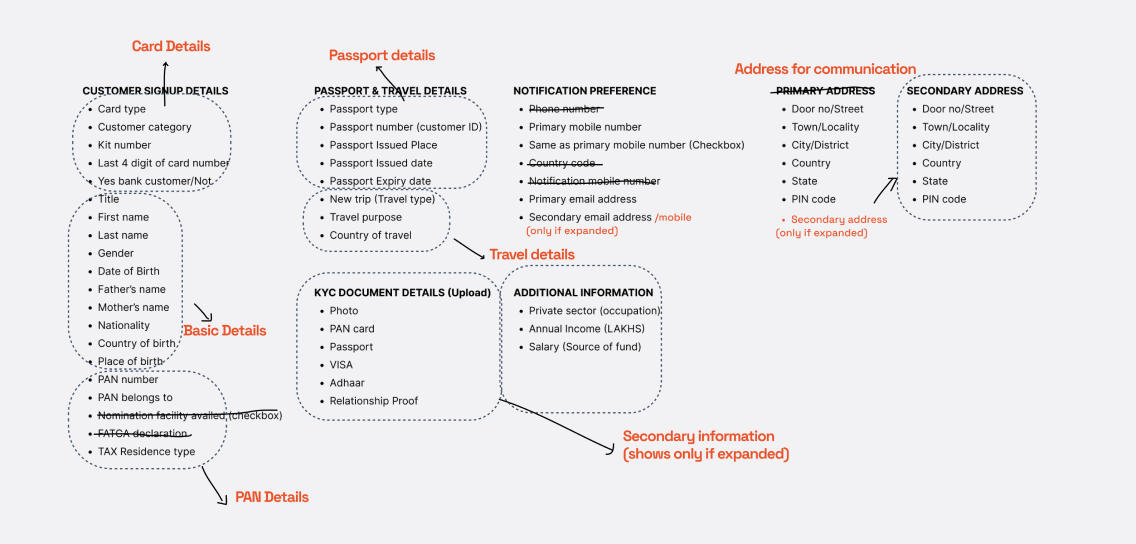 Card Details
CUSTOMER SIGNUP DETAILS
• Card type
• Customer category
• Kit number
• Last 4 digit of card number
• Yes bank customer/Not
• Title
• First name
• Last name
• Gender
• Date of Birth
• Father's name
• Mother's name
• Nationality
• Country of birth
• Place of birth
Basic Details
• PAN number
• PAN belongs to
• Nomination facility availed (checkbox)
• FATCA declaration
• TAX Residence type
PAN Details
Passport details
PASSPORT & TRAVEL DETAILS
• Passport type
• Passport number (customer ID)
• Passport Issued Place
• Passport Issued date
• Passport Expiry date
• New trip (Travel type)
• Travel purpose
• Country of travel
Travel details
KYC DOCUMENT DETAILS (Upload)
• Photo
• PAN card
• Passport
• VISA
• Adhaar
• Relationship Proof
NOTIFICATION PREFERENCE
• Phone number
• Primary mobile number
• Same as primary mobile number (Checkbox)
• Country code
• Notification mobile number
• Primary email address
• Secondary email address /mobile
(only if expanded)
ADDITIONAL INFORMATION
• Private sector (occupation)
• Annual Income (LAKHS)
• Salary (Source of fund)
Secondary information
(shows only if expanded)
Address for communication
PRIMARY ADDRESS
• Door no/Street
• Town/Locality
• City/District
• Country
• State
• PIN code
• Secondary address
(only if expanded)
SECONDARY ADDRESS
• Door no/Street
• Town/Locality
• City/District
• Country
• State
• PIN code